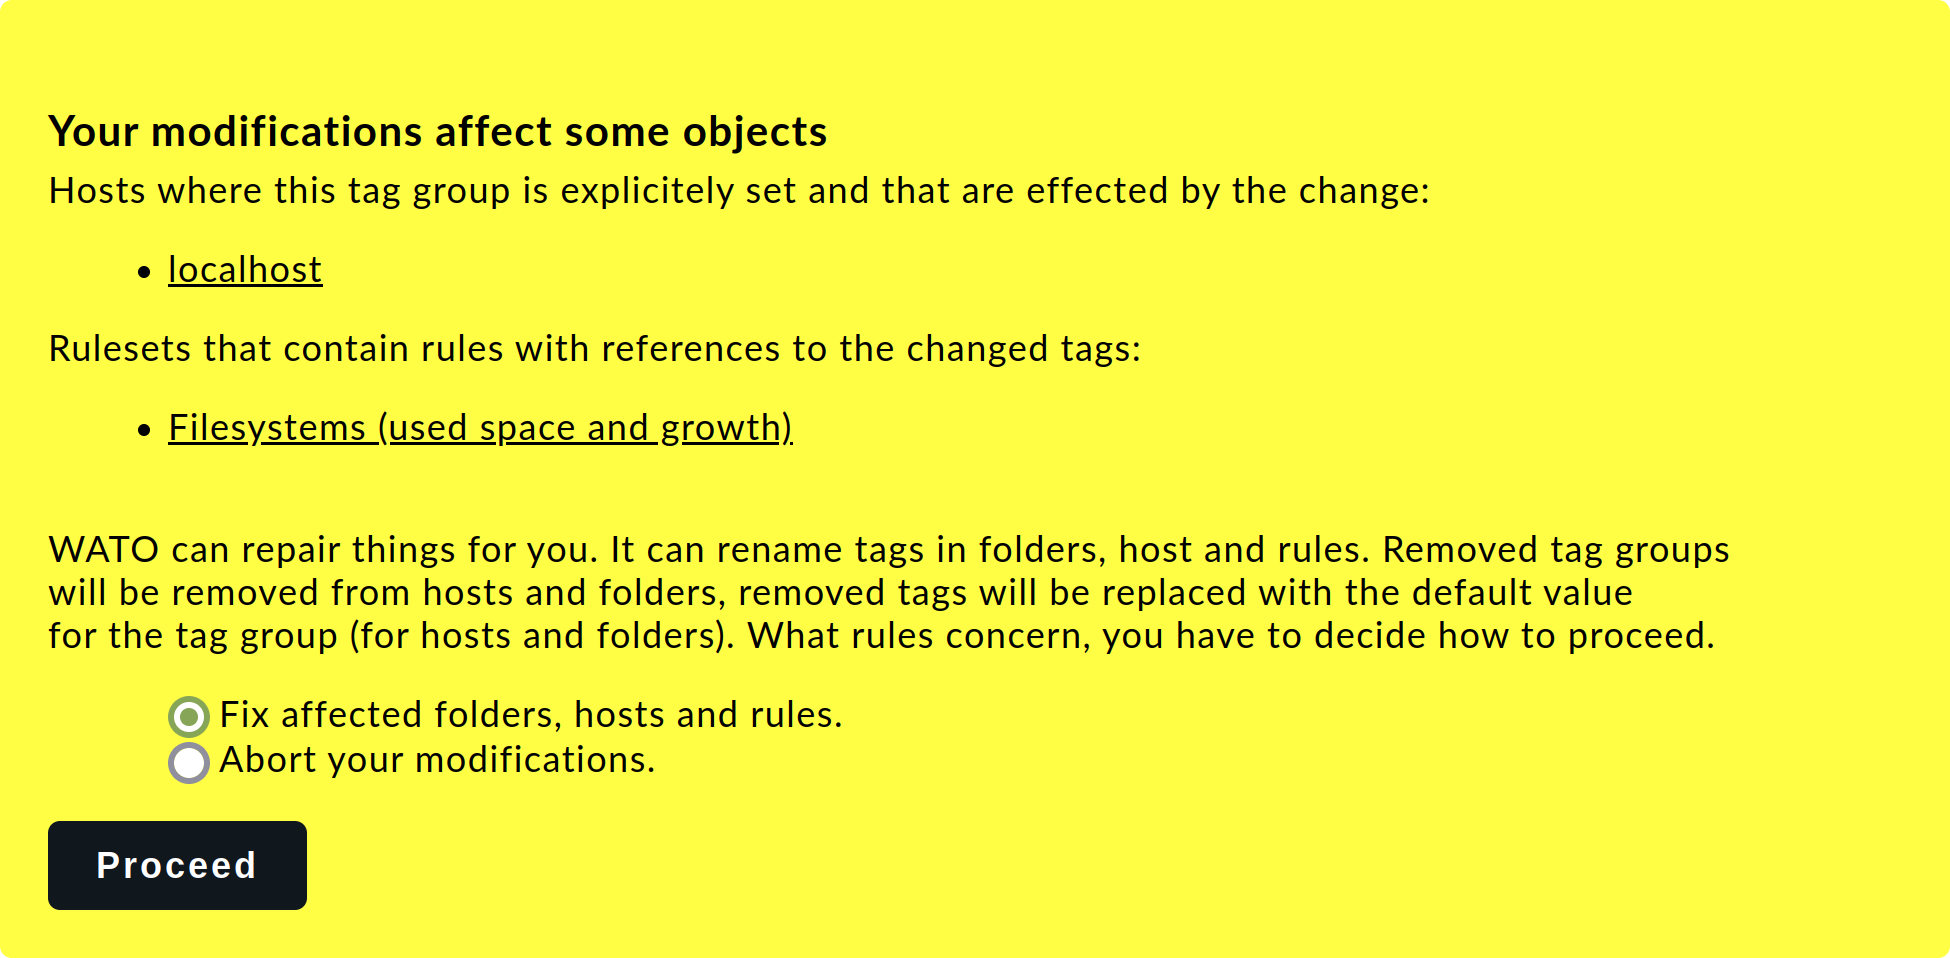 Your modifications affect some objects
Hosts where this tag group is explicitely set and that are effected by the change:
• localhost
Rulesets that contain rules with references to the changed tags:
• Filesystems (used space and growth)
WATO can repair things for you. It can rename tags in folders, host and rules. Removed tag groups
will be removed from hosts and folders, removed tags will be replaced with the default value
for the tag group (for hosts and folders). What rules concern, you have to decide how to proceed.
Fix affected folders, hosts and rules.
Abort your modifications.
Proceed